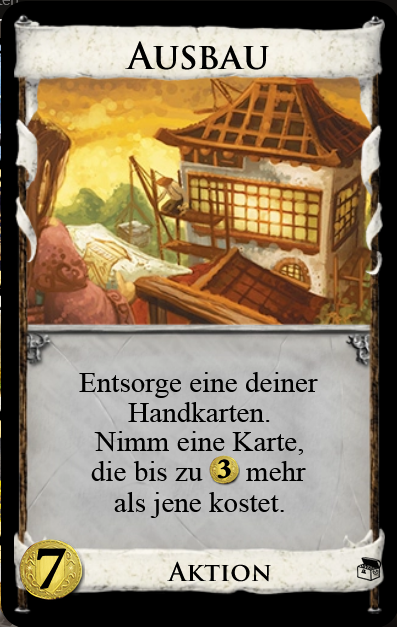 AUSBAU
Entsorge eine deiner
Handkarten.
Nimm eine Karte,
die bis zu 3 mehr
als jene kostet.
7
AKTION